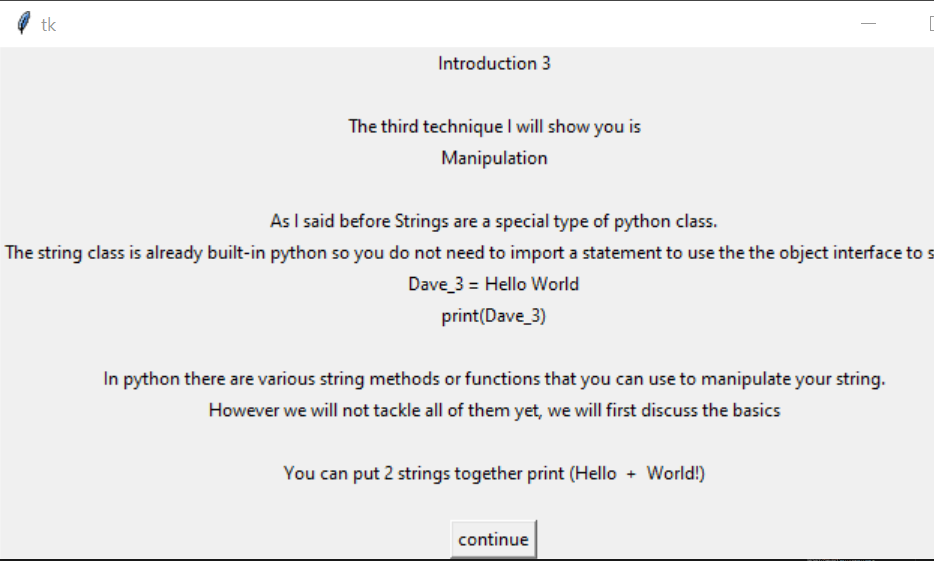 tk
Introduction 3
The third technique I will show you is
Manipulation
As I said before Strings are a special type of python class.
The string class is already built-in python so you do not need to import a statement to use the the object interface to s
Dave_3 = Hello World
print(Dave_3)
In python there are various string methods or functions that you can use to manipulate your string.
However we will not tackle all of them yet, we will first discuss the basics
You can put 2 strings together print (Hello  +  World!)
continue